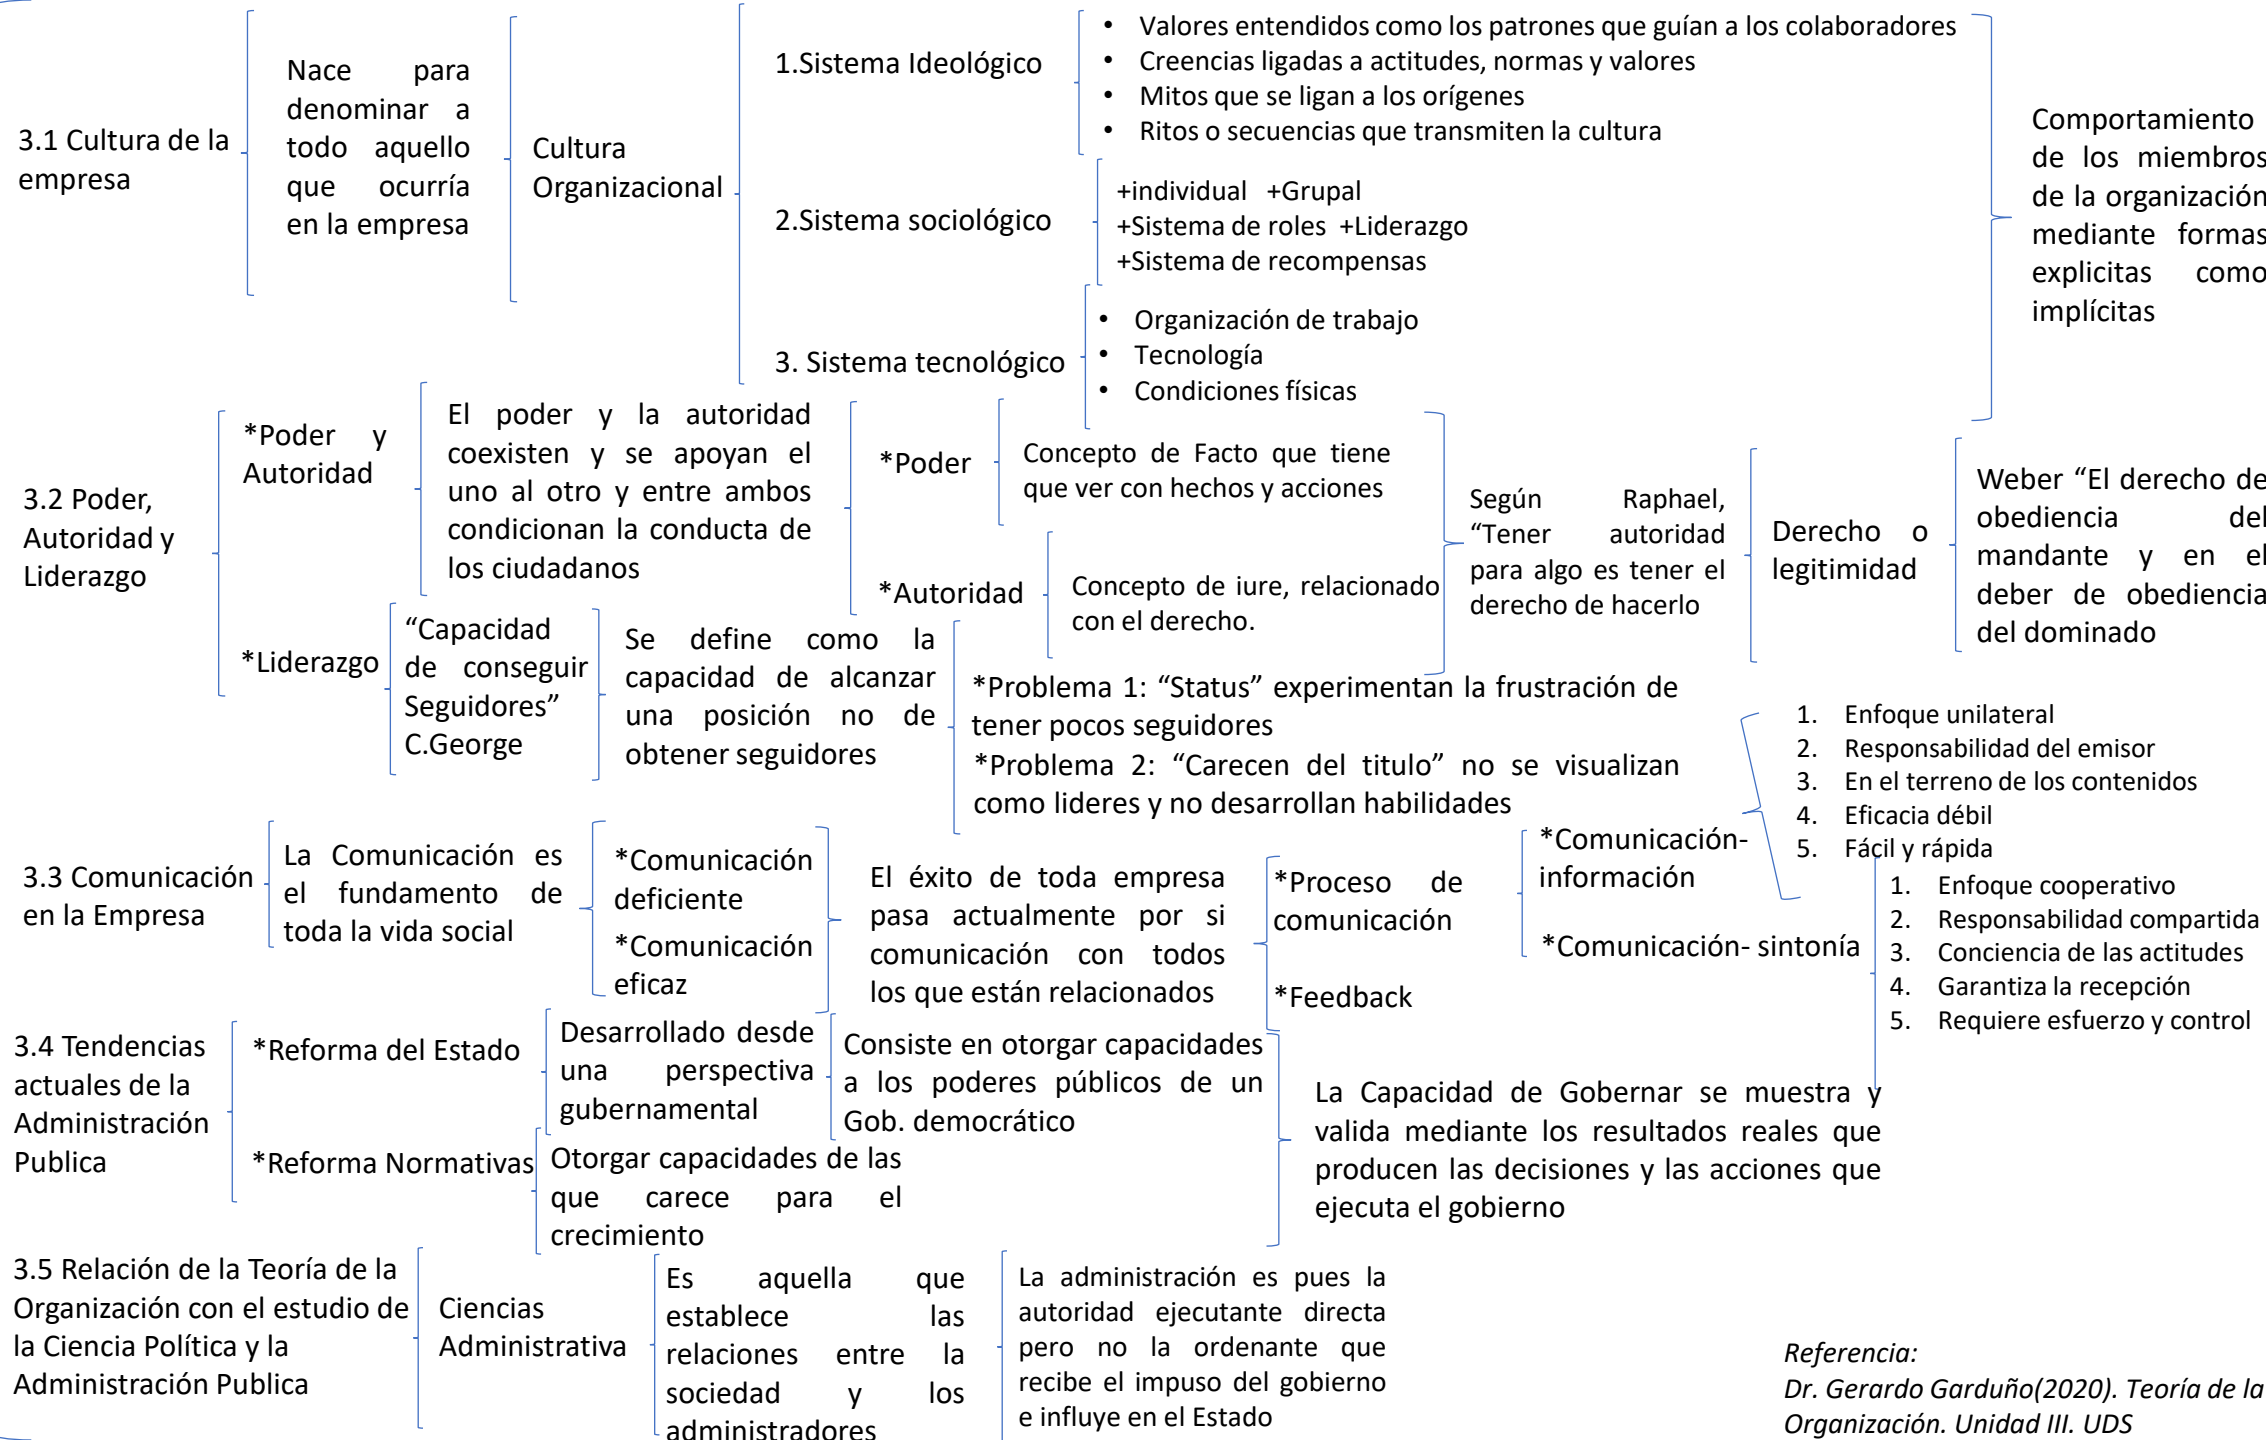 3.1 Cultura de la
empresa
Nace para
denominar a
todo aquello
que ocurría
en la empresa
Cultura
Organizacional
1.Sistema Ideológico
• Valores entendidos como los patrones que guían a los colaboradores
• Creencias ligadas a actitudes, normas y valores
• Mitos que se ligan a los orígenes
• Ritos o secuencias que transmiten la cultura
2.Sistema sociológico
+individual +Grupal
+Sistema de roles +Liderazgo
+Sistema de recompensas
3. Sistema tecnológico
• Organización de trabajo
• Tecnología
• Condiciones físicas
Comportamiento
de los miembros
de la organización
mediante formas
explicitas como
implícitas
3.2 Poder,
Autoridad y
Liderazgo
*Poder y
Autoridad
El poder y la autoridad
coexisten y se apoyan el
uno al otro y entre ambos
condicionan la conducta de
los ciudadanos
*Poder
Concepto de Facto que tiene
que ver con hechos y acciones
*Autoridad
Concepto de iure, relacionado
con el derecho.
Según Raphael,
“Tener autoridad
para algo es tener el
derecho de hacerlo
Derecho o
legitimidad
Weber “El derecho de
obediencia del
mandante y en el
deber de obediencia
del dominado
*Liderazgo
“Capacidad
de conseguir
Seguidores”
C.George
Se define como la
capacidad de alcanzar
una posición no de
obtener seguidores
*Problema 1: “Status” experimentan la frustración de
tener pocos seguidores
*Problema 2: “Carecen del titulo” no se visualizan
como lideres y no desarrollan habilidades
3.3 Comunicación
en la Empresa
La Comunicación es
el fundamento de
toda la vida social
*Comunicación
deficiente
*Comunicación
eficaz
El éxito de toda empresa
pasa actualmente por si
comunicación con todos
los que están relacionados
*Proceso de
comunicación
*Feedback
*Comunicación-
información
1. Enfoque unilateral
2. Responsabilidad del emisor
3. En el terreno de los contenidos
4. Eficacia débil
5. Fácil y rápida
*Comunicación- sintonía
1. Enfoque cooperativo
2. Responsabilidad compartida
3. Conciencia de las actitudes
4. Garantiza la recepción
5. Requiere esfuerzo y control
3.4 Tendencias
actuales de la
Administración
Publica
*Reforma del Estado
Desarrollado desde
una perspectiva
gubernamental
Consiste en otorgar capacidades
a los poderes públicos de un
Gob. democrático
*Reforma Normativas
Otorgar capacidades de las
que carece para el
crecimiento
La Capacidad de Gobernar se muestra y
valida mediante los resultados reales que
producen las decisiones y las acciones que
ejecuta el gobierno
3.5 Relación de la Teoría de la
Organización con el estudio de
la Ciencia Política y la
Administración Publica
Ciencias
Administrativa
Es aquella que
establece las
relaciones entre la
sociedad y los
administradores
La administración es pues la
autoridad ejecutante directa
pero no la ordenante que
recibe el impuso del gobierno
e influye en el Estado
Referencia:
Dr. Gerardo Garduño(2020). Teoría de la
Organización. Unidad III. UDS